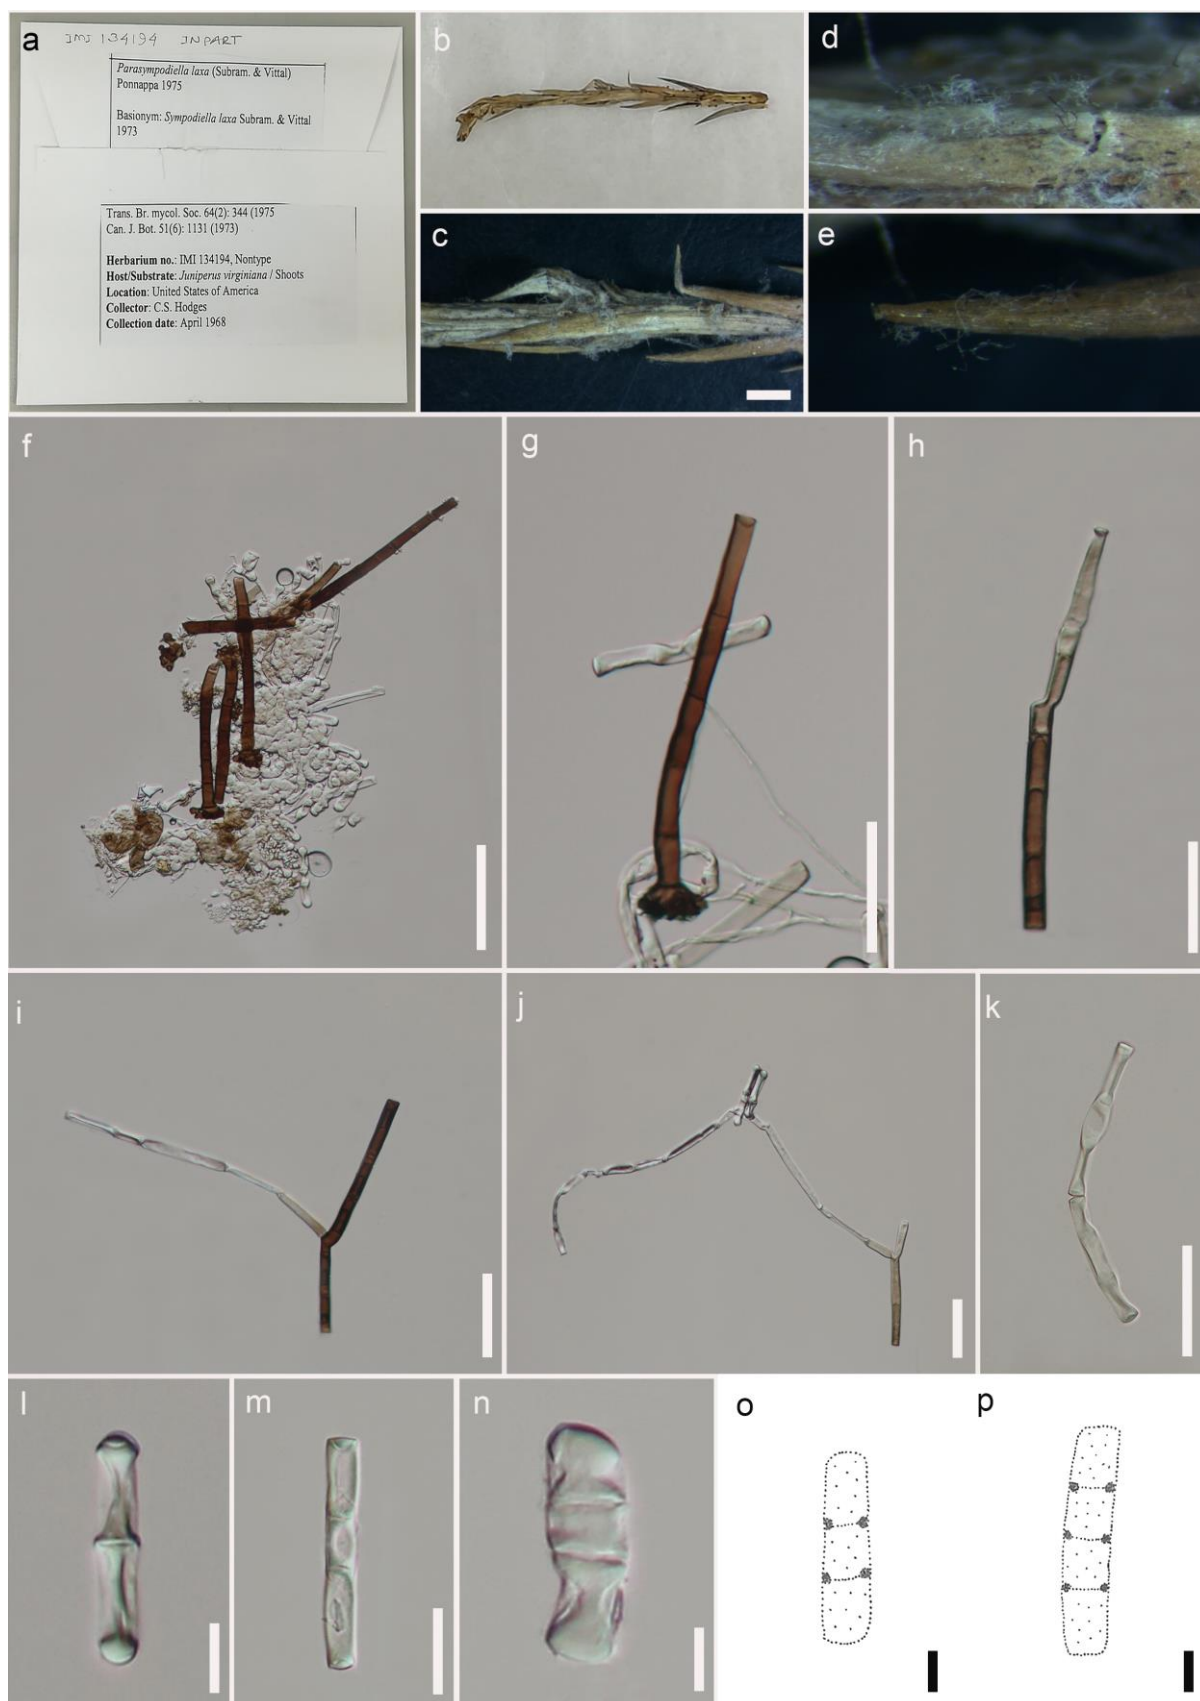 a
IMI 134194 INPART
Parasympodiella laxa (Subram. & Vittal)
Ponnappa 1975
Basionym: Sympodiella laxa Subram. & Vittal
1973
Trans. Br. mycol. Soc. 64(2): 344 (1975
Can. J. Bot. 51(6): 1131 (1973)
Herbarium no.: IMI 134194, Nontype
Host/Substrate: Juniperus virginiana / Shoots
Location: United States of America
Collector: C.S. Hodges
Collection date: April 1968
b
c
d
e
f
g
h
i
j
k
l
m
n
o
p